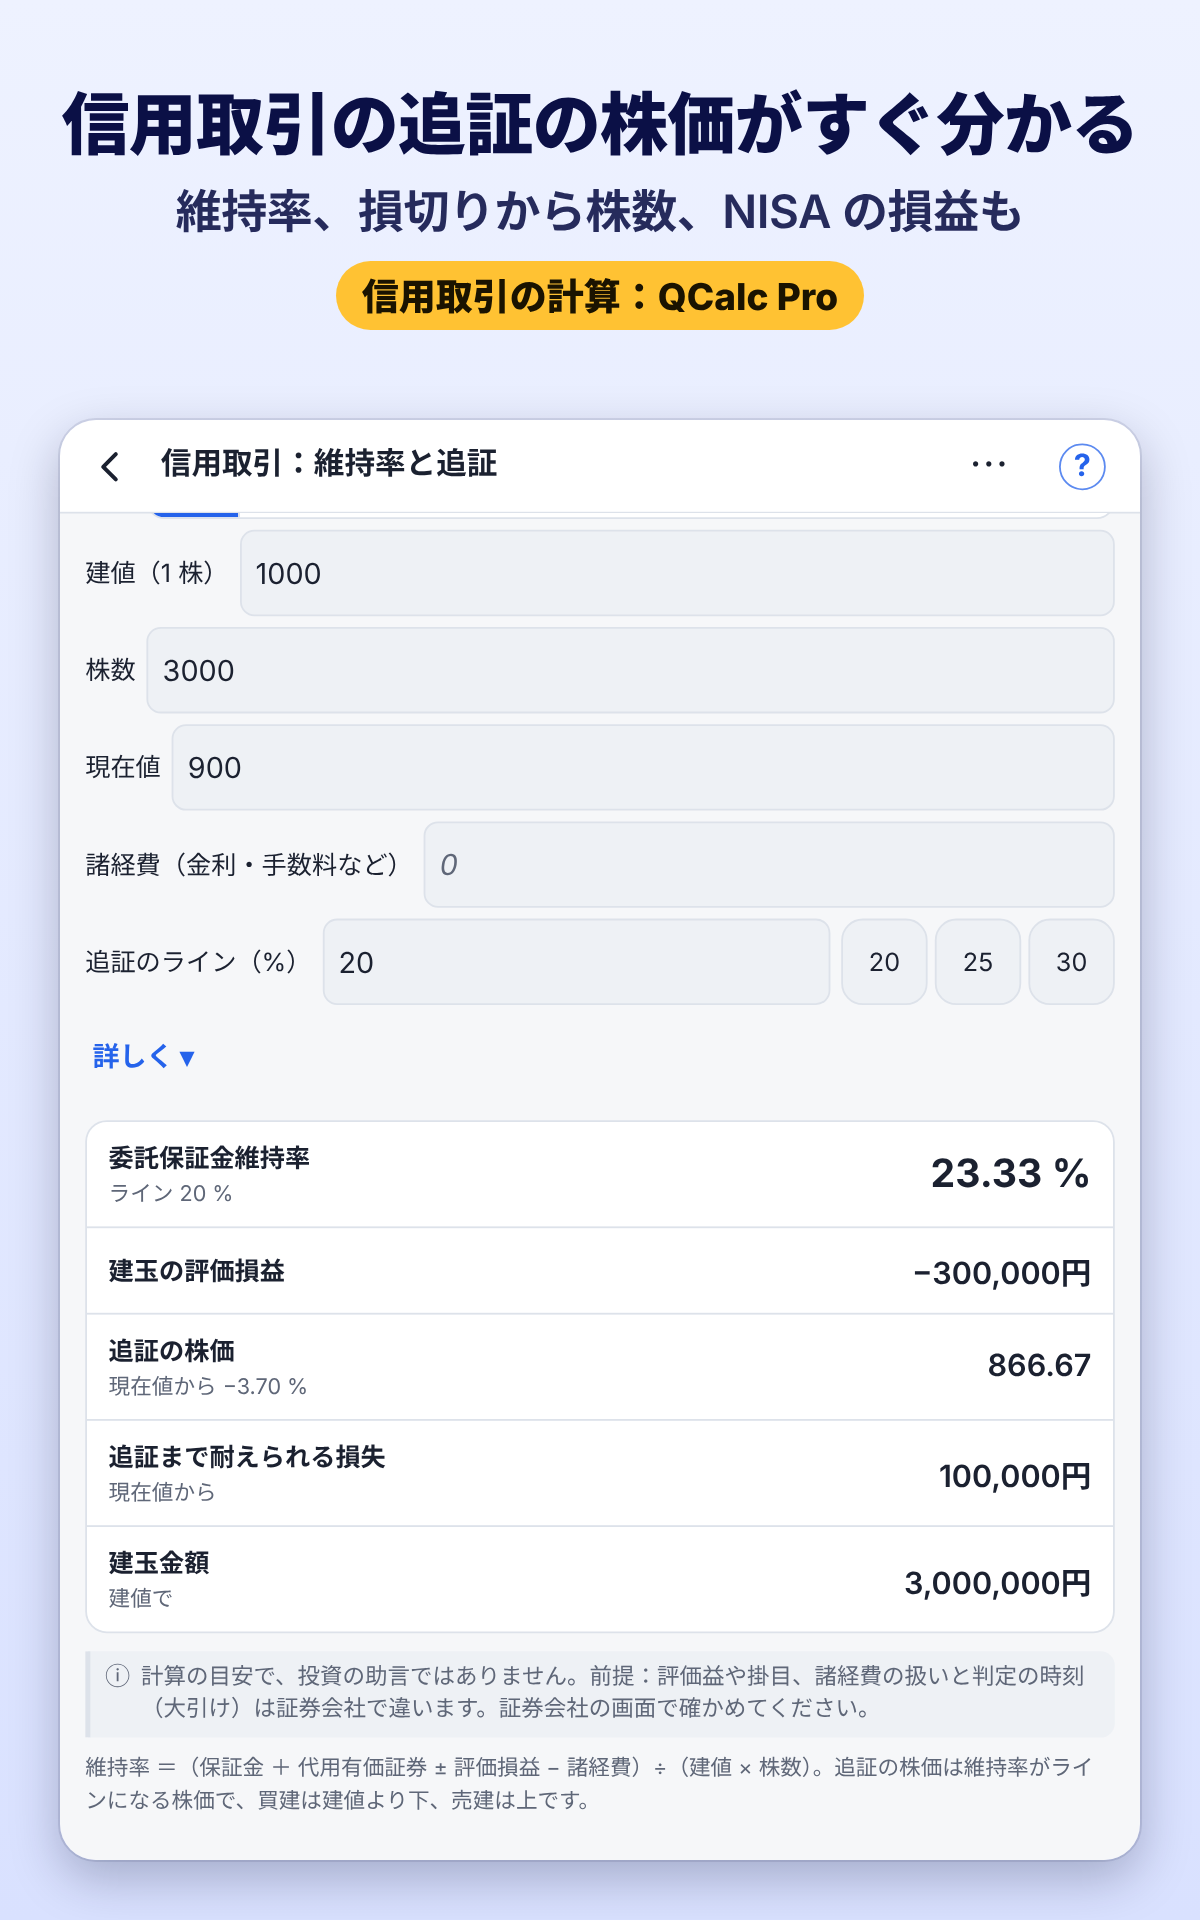 信用取引の追証の株価がすぐ分かる
維持率、損切りから株数、NISA の損益も
信用取引の計算：QCalc Pro
信用取引：維持率と追証
…
?
建値（1 株）
1000
株数
3000
現在値
900
諸経費（金利・手数料など）
0
追証のライン（%）
20
20
25
30
詳しく ▼
委託保証金維持率
ライン 20 %
23.33 %
建玉の評価損益
−300,000円
追証の株価
現在値から −3.70 %
866.67
追証まで耐えられる損失
現在値から
100,000円
建玉金額
建値で
3,000,000円
ⓘ 計算の目安で、投資の助言ではありません。前提：評価益や掛目、諸経費の扱いと判定の時刻
（大引け）は証券会社で違います。証券会社の画面で確かめてください。
維持率 ＝（保証金 ＋ 代用有価証券 ± 評価損益 − 諸経費）÷（建値 × 株数）。追証の株価は維持率がライ
ンになる株価で、買建は建値より下、売建は上です。